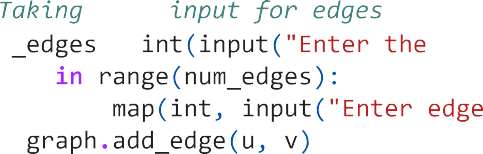 Taking input for edges
_edges int(input("Enter the
in range(num_edges):
map(int, input("Enter edge
graph.add_edge(u, v)